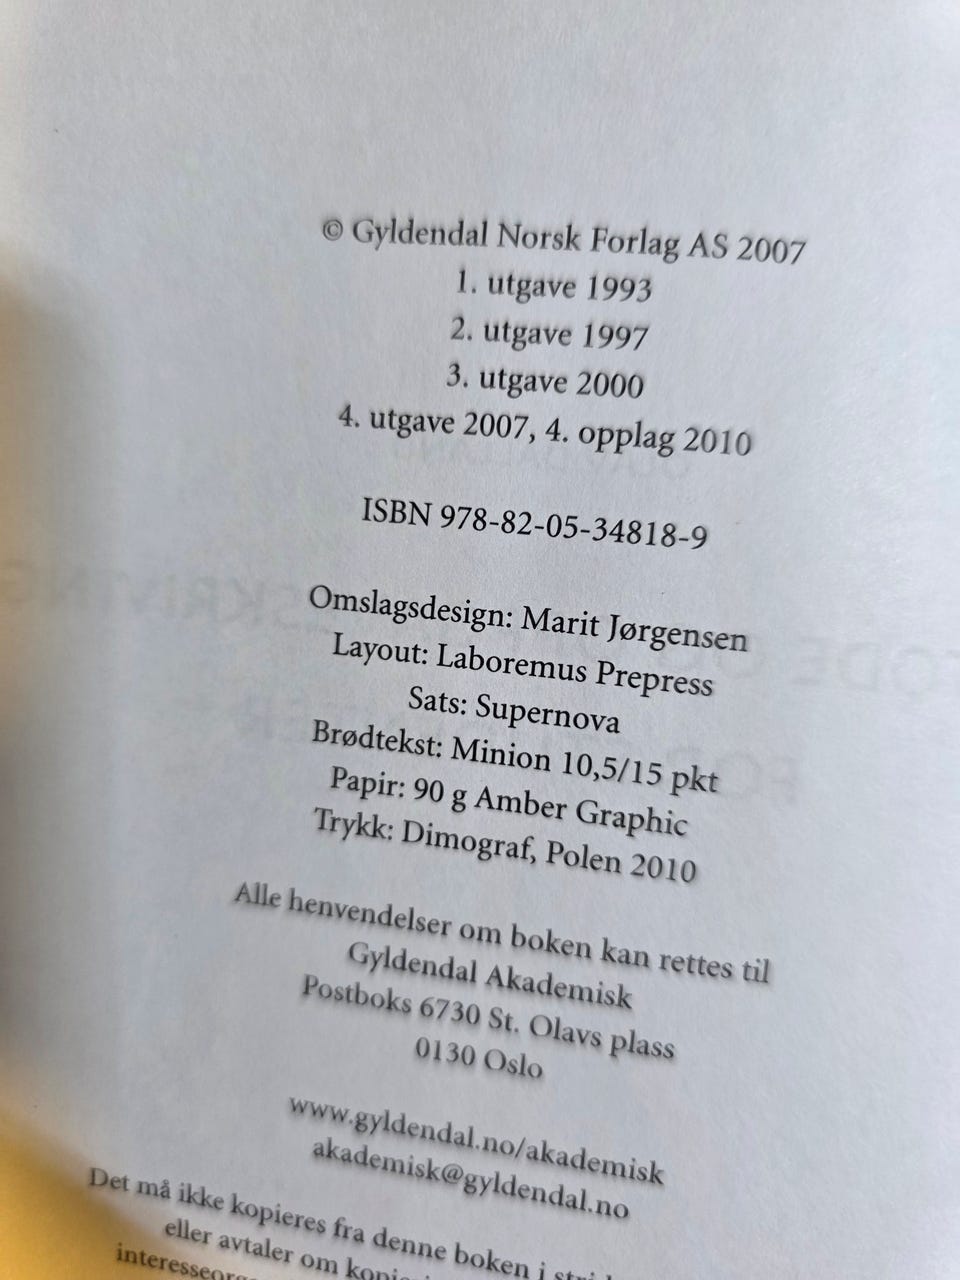 © Gyldendal Norsk Forlag AS 2007
1. utgave 1993
2. utgave 1997
3. utgave 2000
4. utgave 2007, 4. opplag 2010
ISBN 978-82-05-34818-9
Omslagsdesign: Marit Jørgensen
Layout: Laboremus Prepress
Sats: Supernova
Brødtekst: Minion 10,5/15 pkt
Papir: 90 g Amber Graphic
Trykk: Dimograf, Polen 2010
Alle henvendelser om boken kan rettes til
Gyldendal Akademisk
Postboks 6730 St. Olavs plass
0130 Oslo
www.gyldendal.no/akademisk
akademisk@gyldendal.no
Det må ikke kopieres fra denne boken i
eller avtaler om